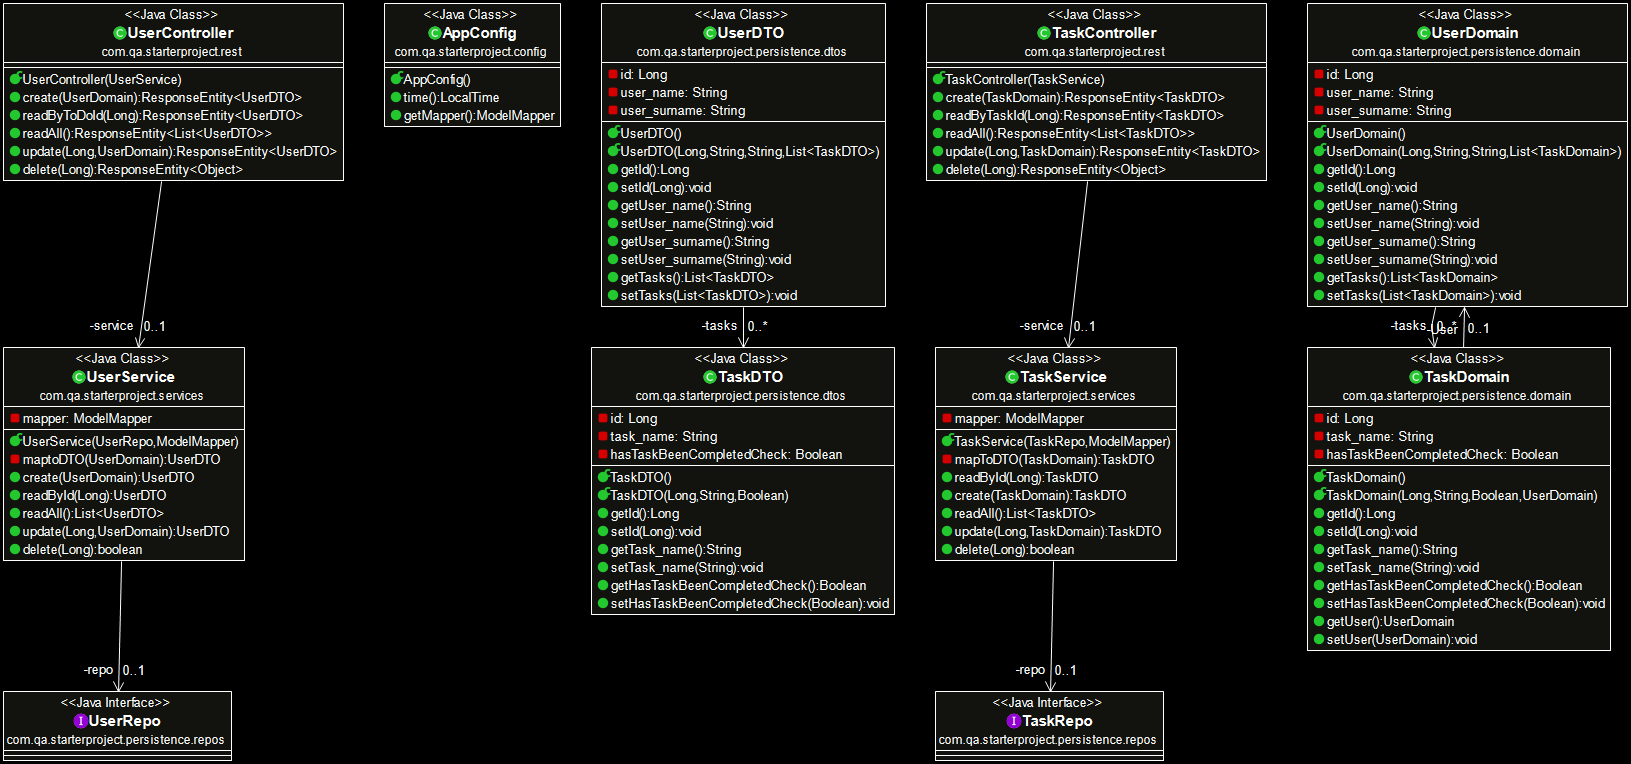 <<Java Class>>
UserController
com.qa.starterproject.rest
UserController(UserService)
create(UserDomain):ResponseEntity<UserDTO>
readByToDoId(Long):ResponseEntity<UserDTO>
readAll():ResponseEntity<List<UserDTO>>
update(Long,UserDomain):ResponseEntity<UserDTO>
delete(Long):ResponseEntity<Object>
-service 0..1
<<Java Class>>
UserService
com.qa.starterproject.services
mapper: ModelMapper
UserService(UserRepo,ModelMapper)
maptoDTO(UserDomain):UserDTO
create(UserDomain):UserDTO
readById(Long):UserDTO
readAll():List<UserDTO>
update(Long,UserDomain):UserDTO
delete(Long):boolean
-repo 0..1
<<Java Interface>>
UserRepo
com.qa.starterproject.persistence.repos
<<Java Class>>
AppConfig
com.qa.starterproject.config
AppConfig()
time():LocalTime
getMapper():ModelMapper
<<Java Class>>
UserDTO
com.qa.starterproject.persistence.dtos
id: Long
user_name: String
user_surname: String
UserDTO()
UserDTO(Long,String,String,List<TaskDTO>)
getId():Long
setId(Long):void
getUser_name():String
setUser_name(String):void
getUser_surname():String
setUser_surname(String):void
getTasks():List<TaskDTO>
setTasks(List<TaskDTO>):void
-tasks 0..*
<<Java Class>>
TaskDTO
com.qa.starterproject.persistence.dtos
id: Long
task_name: String
hasTaskBeenCompletedCheck: Boolean
TaskDTO()
TaskDTO(Long,String,Boolean)
getId():Long
setId(Long):void
getTask_name():String
setTask_name(String):void
getHasTaskBeenCompletedCheck():Boolean
setHasTaskBeenCompletedCheck(Boolean):void
<<Java Class>>
TaskController
com.qa.starterproject.rest
TaskController(TaskService)
create(TaskDomain):ResponseEntity<TaskDTO>
readByTaskId(Long):ResponseEntity<TaskDTO>
readAll():ResponseEntity<List<TaskDTO>>
update(Long,TaskDomain):ResponseEntity<TaskDTO>
delete(Long):ResponseEntity<Object>
-service 0..1
<<Java Class>>
TaskService
com.qa.starterproject.services
mapper: ModelMapper
TaskService(TaskRepo,ModelMapper)
mapToDTO(TaskDomain):TaskDTO
readById(Long):TaskDTO
create(TaskDomain):TaskDTO
readAll():List<TaskDTO>
update(Long,TaskDomain):TaskDTO
delete(Long):boolean
-repo 0..1
<<Java Interface>>
TaskRepo
com.qa.starterproject.persistence.repos
<<Java Class>>
UserDomain
com.qa.starterproject.persistence.domain
id: Long
user_name: String
user_surname: String
UserDomain()
UserDomain(Long,String,String,List<TaskDomain>)
getId():Long
setId(Long):void
getUser_name():String
setUser_name(String):void
getUser_surname():String
setUser_surname(String):void
getTasks():List<TaskDomain>
setTasks(List<TaskDomain>):void
-tasks 0..*
-User 0..1
<<Java Class>>
TaskDomain
com.qa.starterproject.persistence.domain
id: Long
task_name: String
hasTaskBeenCompletedCheck: Boolean
TaskDomain()
TaskDomain(Long,String,Boolean,UserDomain)
getId():Long
setId(Long):void
getTask_name():String
setTask_name(String):void
getHasTaskBeenCompletedCheck():Boolean
setHasTaskBeenCompletedCheck(Boolean):void
getUser():UserDomain
setUser(UserDomain):void